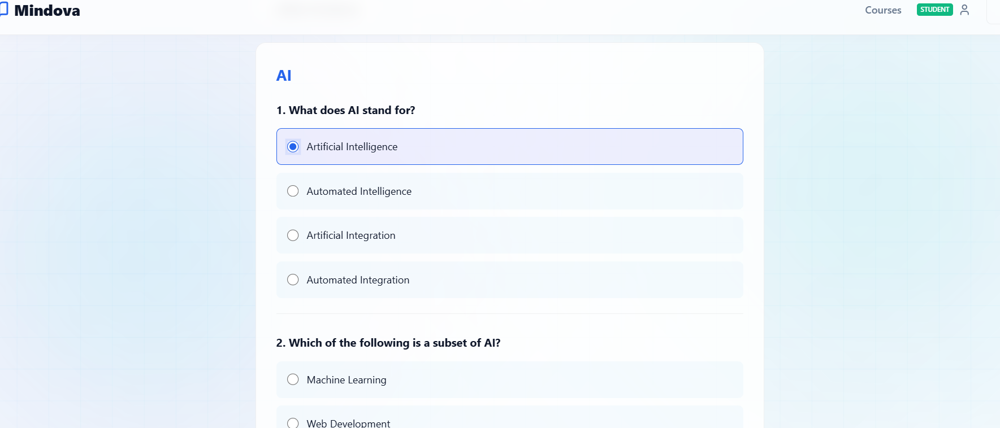 Mindova
Courses
STUDENT
AI
1. What does AI stand for?
Artificial Intelligence
Automated Intelligence
Artificial Integration
Automated Integration
2. Which of the following is a subset of AI?
Machine Learning
Web Development